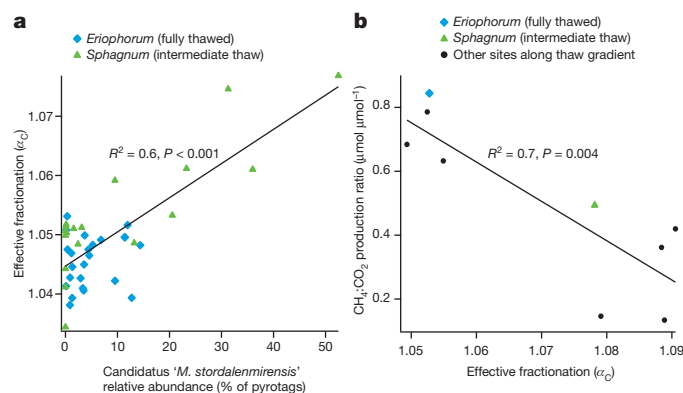 a
Eriophorum (fully thawed)
Sphagnum (intermediate thaw)
1.07
1.06
1.05
1.04
Effective fractionation (αC)
R² = 0.6, P < 0.001
0
10
20
30
40
50
Candidatus ‘M. stordalenmirensis’
relative abundance (% of pyrotags)
b
Eriophorum (fully thawed)
Sphagnum (intermediate thaw)
Other sites along thaw gradient
0.8
0.6
0.4
0.2
CH₄:CO₂ production ratio (μmol μmol⁻¹)
R² = 0.7, P = 0.004
1.05
1.06
1.07
1.08
1.09
Effective fractionation (αC)